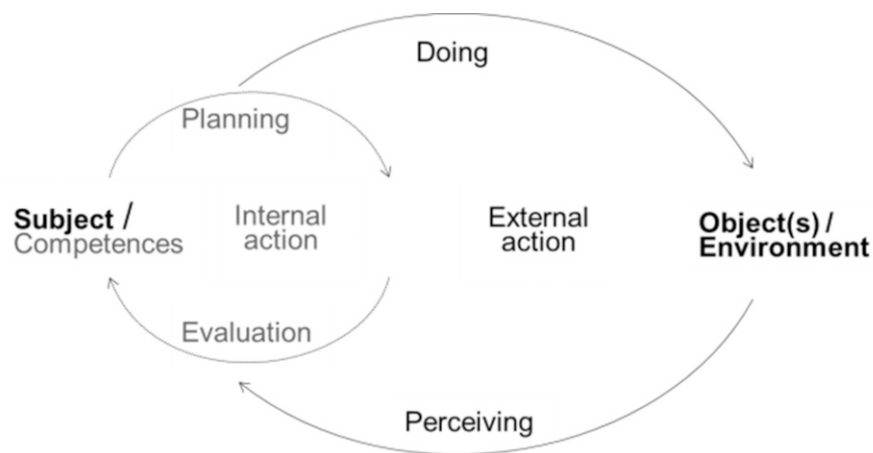 Doing
Planning
Subject /
Competences
Internal
action
External
action
Object(s) /
Environment
Evaluation
Perceiving